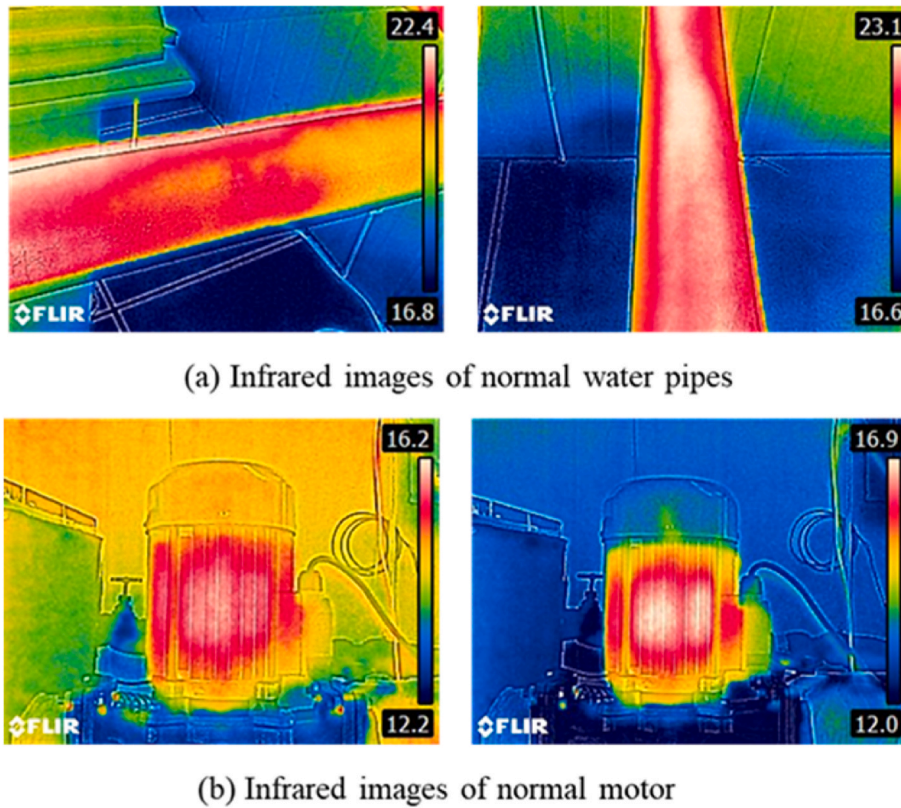 22.4
16.8
FLIR
23.1
16.6
FLIR
(a) Infrared images of normal water pipes
16.2
12.2
FLIR
16.9
12.0
FLIR
(b) Infrared images of normal motor